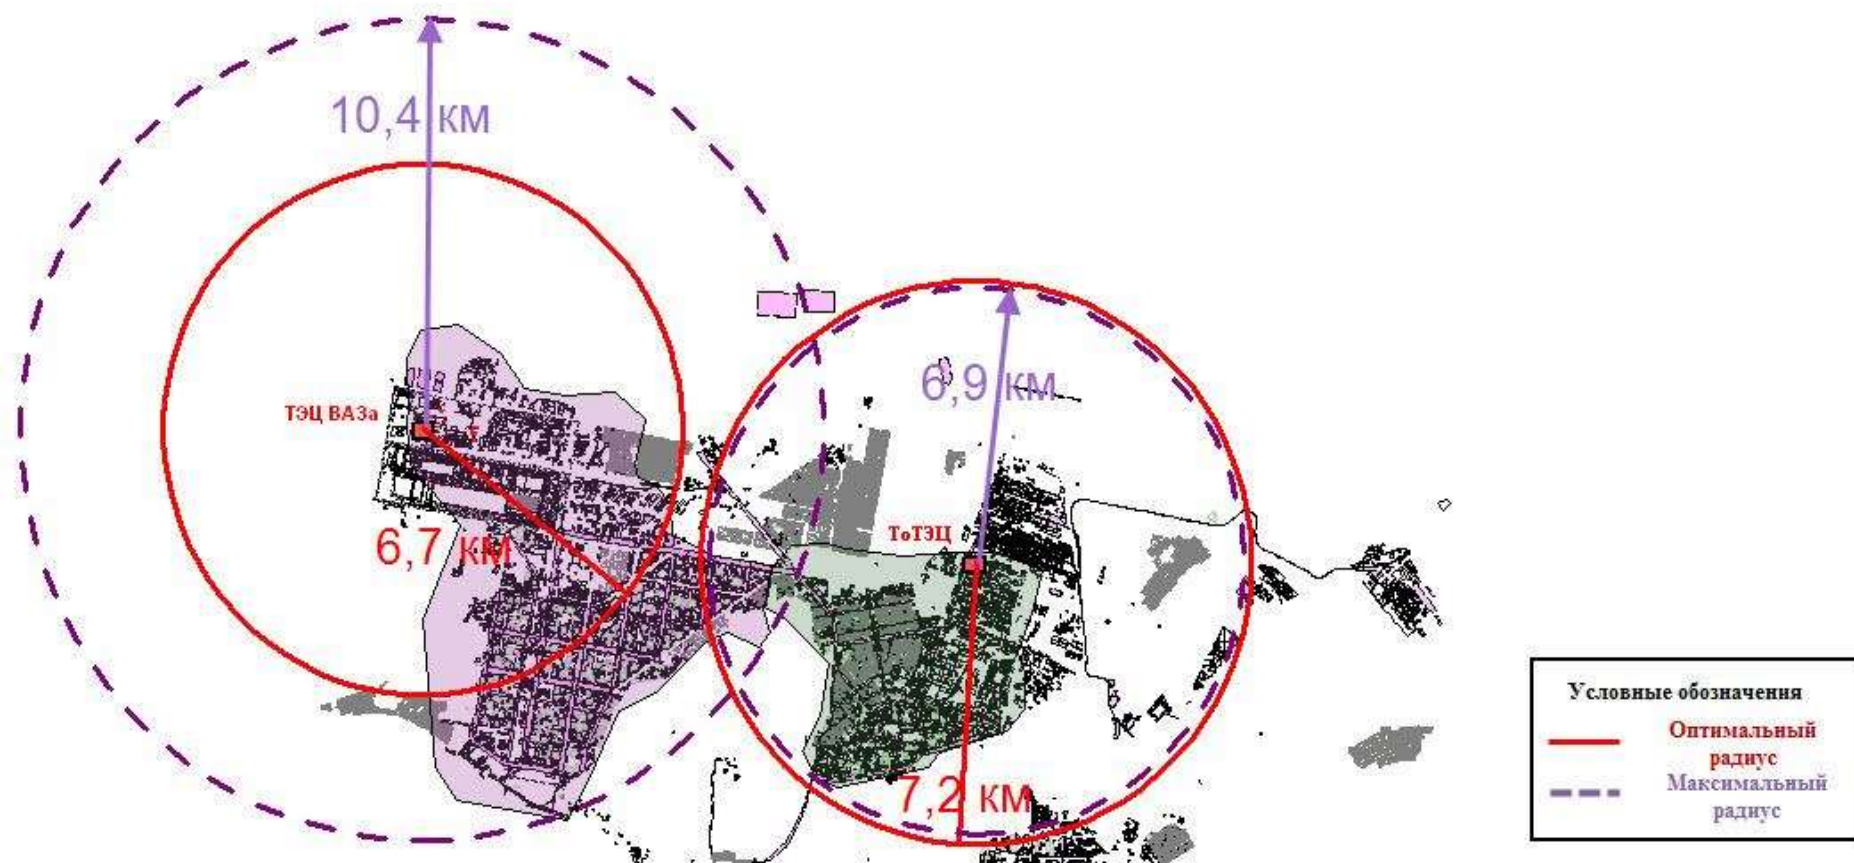 10,4 км
6,9 км
ТЭЦ ВАЗа
ТоТЭЦ
6,7 км
7,2 км
Условные обозначения
Оптимальный
радиус
Максимальный
радиус